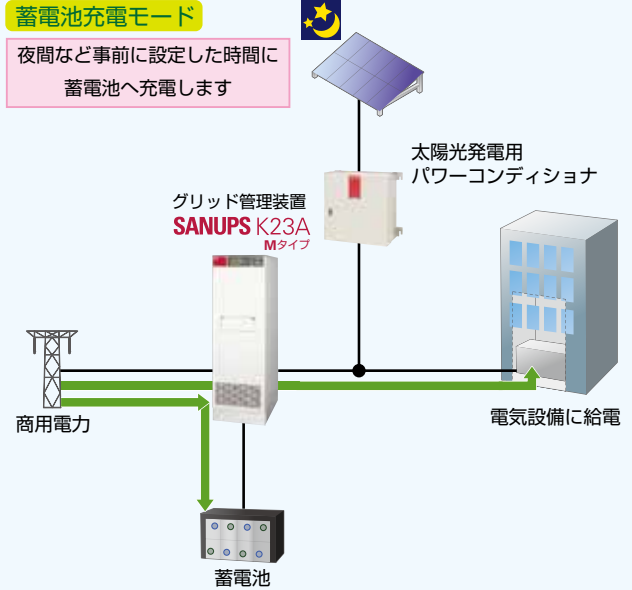 蓄電池充電モード
夜間など事前に設定した時間に
蓄電池へ充電します
太陽光発電用
パワーコンディショナ
グリッド管理装置
SANUPS K23A
Mタイプ
商用電力
電気設備に給電
蓄電池